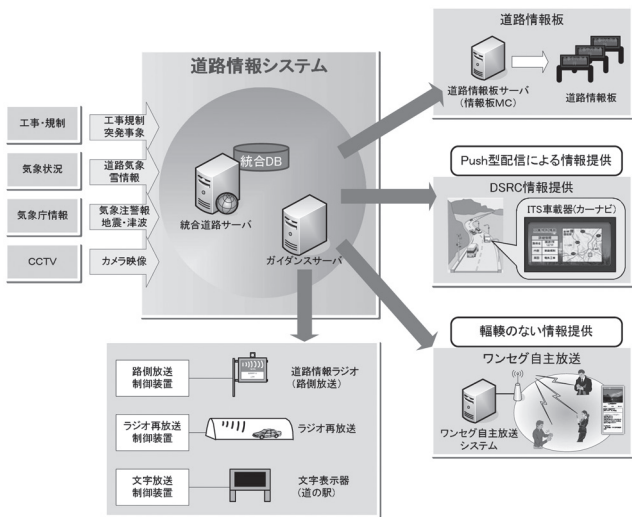 道路情報システム
工事・規制
工事規制
突発事象
気象状況
道路気象
雪情報
気象庁情報
気象注警報
地震・津波
CCTV
カメラ映像
統合DB
統合道路サーバ
ガイダンスサーバ
道路情報板
道路情報板サーバ
(情報板MC)
道路情報板
Push型配信による情報提供
DSRC情報提供
ITS車載器(カーナビ)
輻輳のない情報提供
ワンセグ自主放送
ワンセグ自主放送
システム
路側放送
制御装置
道路情報ラジオ
(路側放送)
ラジオ再放送
制御装置
ラジオ再放送
文字放送
制御装置
文字表示器
(道の駅)